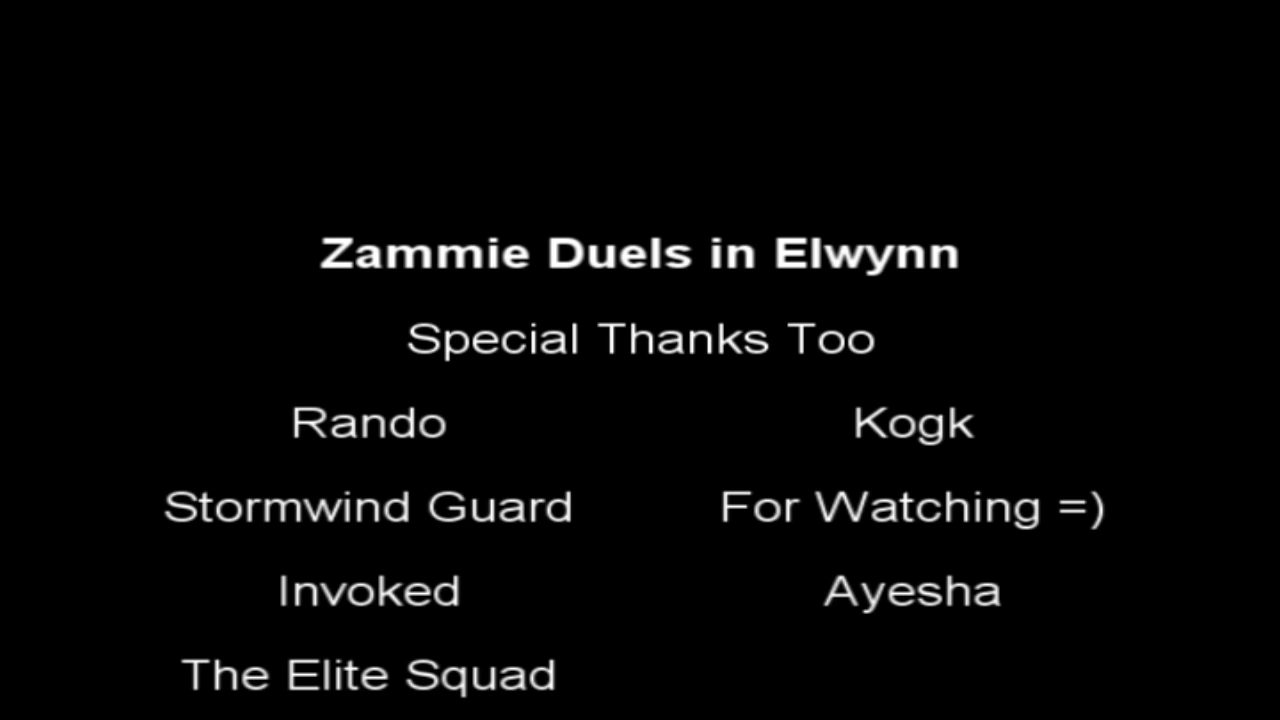 Zammie Duels in Elwynn
Special Thanks Too
Rando Kogk
Stormwind Guard For Watching =)
Invoked Ayesha
The Elite Squad